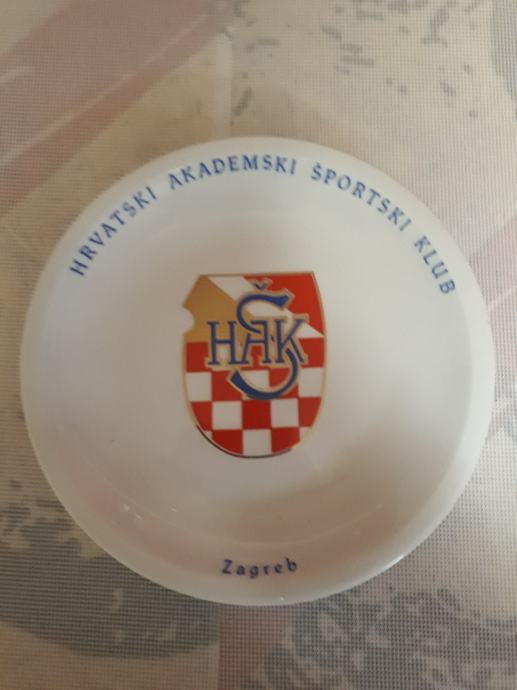 HRVATSKI AKADEMSKI ŠPORTSKI KLUB
HAŠK
Zagreb